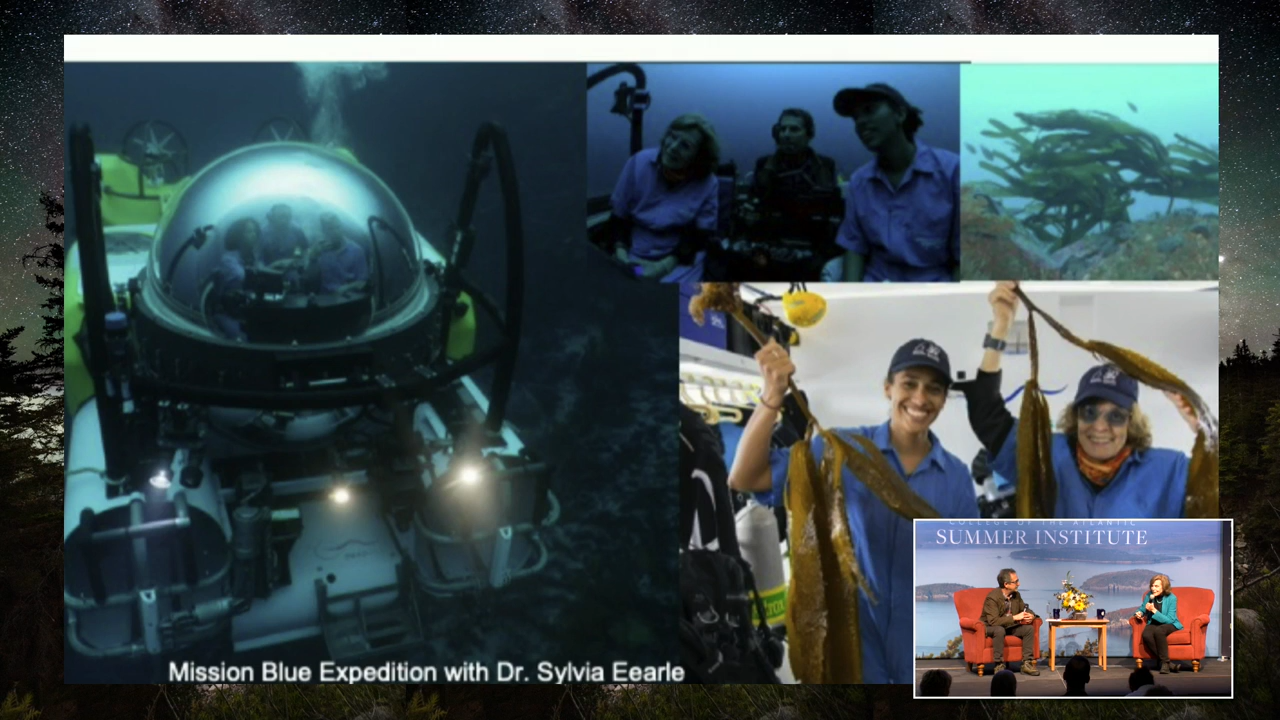 Mission Blue Expedition with Dr. Sylvia Eearle
COLLEGE OF THE ATLANTIC
SUMMER INSTITUTE